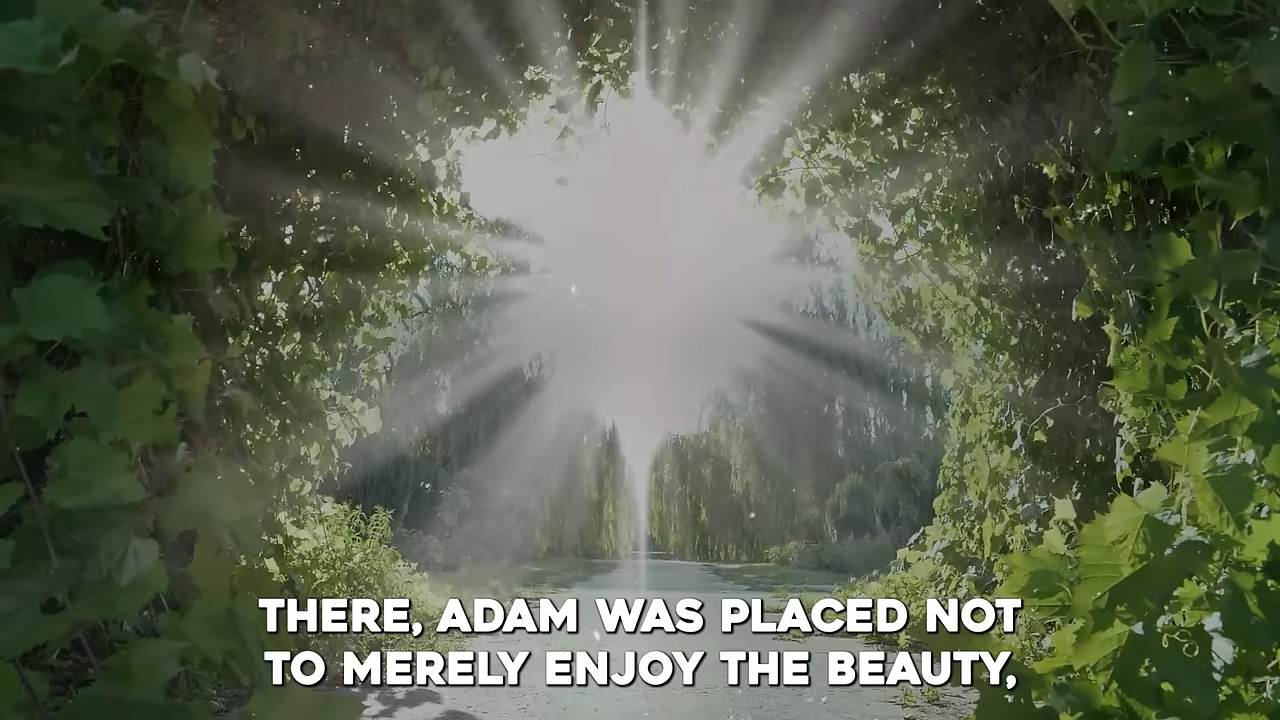 THERE, ADAM WAS PLACED NOT
TO MERELY ENJOY THE BEAUTY,